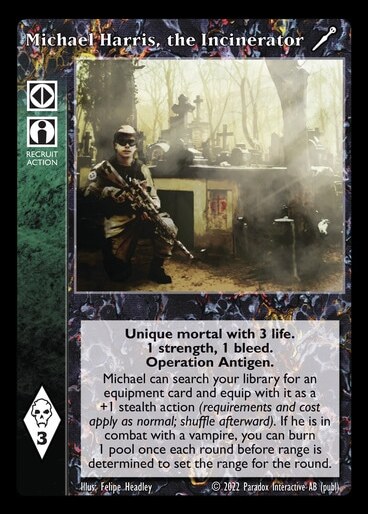 Michael Harris, the Incinerator
RECRUIT
ACTION
Unique mortal with 3 life.
1 strength, 1 bleed.
Operation Antigen.
Michael can search your library for an
equipment card and equip with it as a
+1 stealth action (requirements and cost
apply as normal; shuffle afterward). If he is in
combat with a vampire, you can burn
1 pool once each round before range is
determined to set the range for the round.
3
Illus: Felipe Headley
© 2022 Paradox Interactive AB (publ)